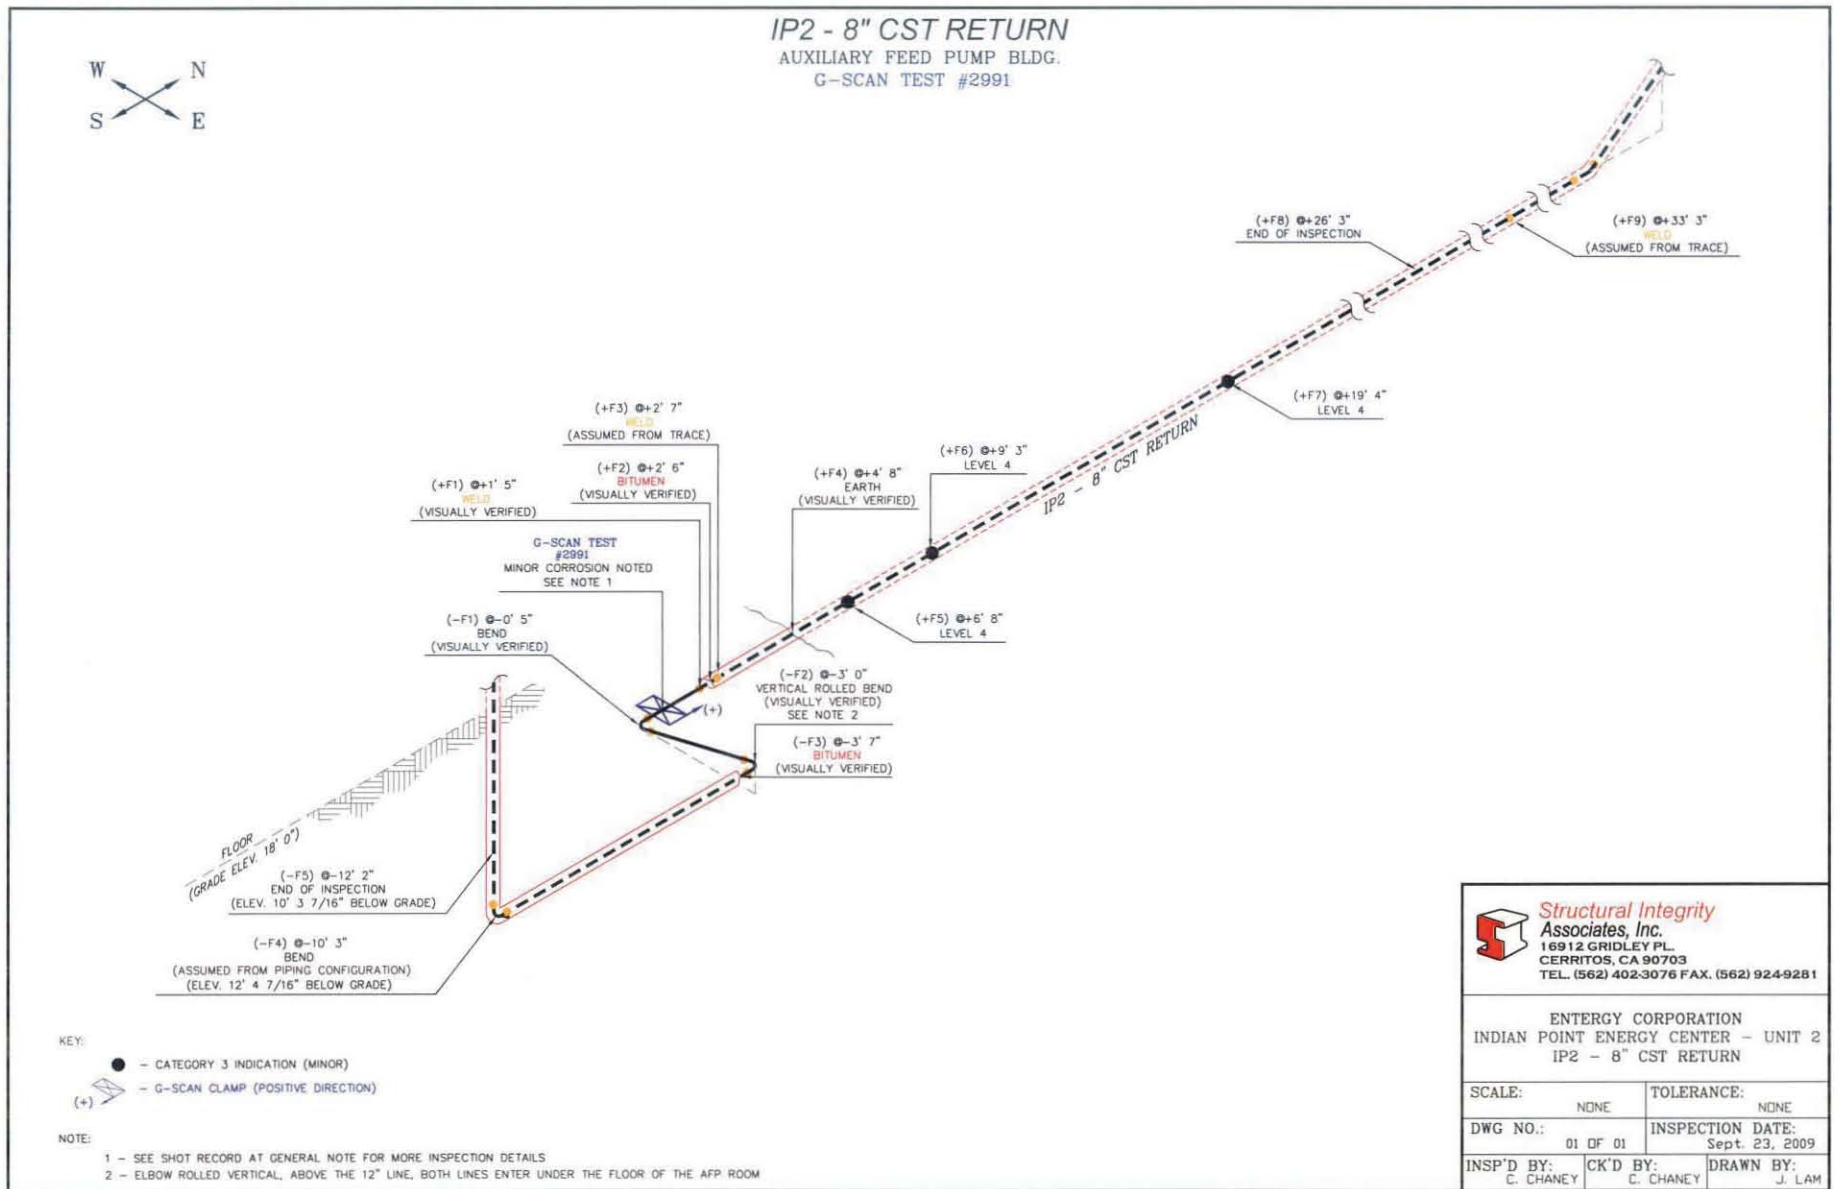 IP2 - 8" CST RETURN
AUXILIARY FEED PUMP BLDG.
G-SCAN TEST #2991
W N
S E
(+F8) @+26' 3"
END OF INSPECTION
(+F9) @+33' 3"
WELD
(ASSUMED FROM TRACE)
(+F7) @+19' 4"
LEVEL 4
IP2 - 8" CST RETURN
(+F3) @+2' 7"
WELD
(ASSUMED FROM TRACE)
(+F2) @+2' 6"
BITUMEN
(VISUALLY VERIFIED)
(+F1) @+1' 5"
WELD
(VISUALLY VERIFIED)
(+F4) @+4' 8"
EARTH
(VISUALLY VERIFIED)
(+F6) @+9' 3"
LEVEL 4
G-SCAN TEST
#2991
MINOR CORROSION NOTED
SEE NOTE 1
(+F5) @+6' 8"
LEVEL 4
(-F1) @-0' 5"
BEND
(VISUALLY VERIFIED)
(-F2) @-3' 0"
VERTICAL ROLLED BEND
(VISUALLY VERIFIED)
SEE NOTE 2
(+)
(-F3) @-3' 7"
BITUMEN
(VISUALLY VERIFIED)
FLOOR
(GRADE ELEV. 18' 0")
(-F5) @-12' 2"
END OF INSPECTION
(ELEV. 10' 3 7/16" BELOW GRADE)
(-F4) @-10' 3"
BEND
(ASSUMED FROM PIPING CONFIGURATION)
(ELEV. 12' 4 7/16" BELOW GRADE)
KEY:
- CATEGORY 3 INDICATION (MINOR)
- G-SCAN CLAMP (POSITIVE DIRECTION)
(+)
NOTE:
1 - SEE SHOT RECORD AT GENERAL NOTE FOR MORE INSPECTION DETAILS
2 - ELBOW ROLLED VERTICAL, ABOVE THE 12" LINE, BOTH LINES ENTER UNDER THE FLOOR OF THE AFP ROOM
Structural Integrity
Associates, Inc.
16912 GRIDLEY PL.
CERRITOS, CA 90703
TEL. (562) 402-3076 FAX. (562) 924-9281
ENTERGY CORPORATION
INDIAN POINT ENERGY CENTER - UNIT 2
IP2 - 8" CST RETURN
SCALE: NONE
TOLERANCE: NONE
DWG NO.: 01 OF 01
INSPECTION DATE: Sept. 23, 2009
INSP'D BY: C. CHANEY
CK'D BY: C. CHANEY
DRAWN BY: J. LAM